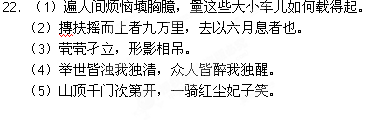 22. (1) 遍人间烦恼填胸臆，量这些大小车儿如何载得起。
(2) 搏扶摇而上者九万里，去以六月息者也。
(3) 茕茕孑立，形影相吊。
(4) 举世皆浊我独清，众人皆醉我独醒。
(5) 山顶千门次第开，一骑红尘妃子笑。